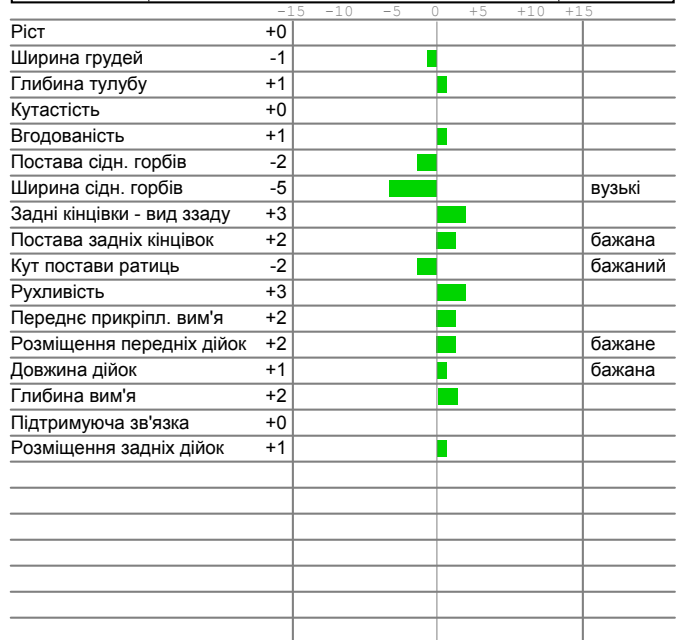 -15 -10 -5 0 +5 +10 +15
Ріст +0
Ширина грудей -1
Глибина тулубу +1
Кутастість +0
Вгодованість +1
Постава сідн. горбів -2
Ширина сідн. горбів -5 вузькі
Задні кінцівки - вид ззаду +3
Постава задніх кінцівок +2 бажана
Кут постави ратиць -2 бажаний
Рухливість +3
Переднє прикріпл. вим'я +2
Розміщення передніх дійок +2 бажане
Довжина дійок +1 бажана
Глибина вим'я +2
Підтримуюча зв'язка +0
Розміщення задніх дійок +1